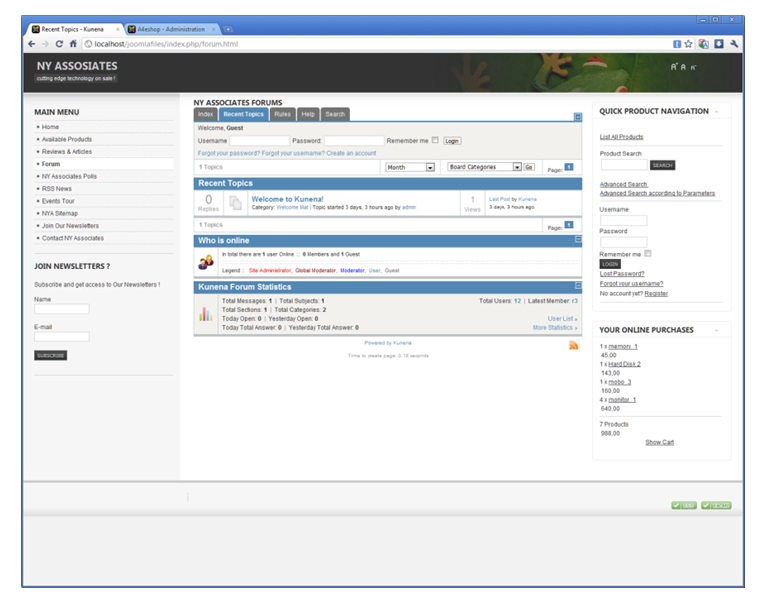 Recent Topics - Kunena
A4eshop - Administration
localhost/joomlafiles/index.php/forum.html
NY ASSOSIATES
cutting edge technology on sale !
A A A
MAIN MENU
Home
Available Products
Reviews & Articles
Forum
NY Associates Polls
RSS News
Events Tour
NYA Sitemap
Join Our Newsletters
Contact NY Associates
JOIN NEWSLETTERS ?
Subscribe and get access to Our Newsletters !
Name
E-mail
SUBSCRIBE
NY ASSOCIATES FORUMS
Index Recent Topics Rules Help Search
Welcome, Guest
Username Password: Remember me Login
Forgot your password? Forgot your username? Create an account
1 Topics Month Board Categories Go Page: 1
Recent Topics
0 Replies
Welcome to Kunena!
Category: Welcome Mat | Topic started 3 days, 3 hours ago by admin
1 Views
Last Post by Kunena
3 days, 3 hours ago
1 Topics Page: 1
Who is online
In total there are 1 user Online :: 0 Members and 1 Guest
Legend : Site Administrator, Global Moderator, Moderator, User, Guest
Kunena Forum Statistics
Total Messages: 1 | Total Subjects: 1
Total Sections: 1 | Total Categories: 2
Today Open: 0 | Yesterday Open: 0
Today Total Answer: 0 | Yesterday Total Answer: 0
Total Users: 12 | Latest Member: r3
User List »
More Statistics »
Powered by Kunena
Time to create page: 0.18 seconds
QUICK PRODUCT NAVIGATION
List All Products
Product Search
SEARCH
Advanced Search
Advanced Search according to Parameters
Username
Password
Remember me
LOGIN
Lost Password?
Forgot your username?
No account yet? Register
YOUR ONLINE PURCHASES
1 x memori_1
45,00
1 x Hard Disk 2
143,00
1 x mobo_3
160,00
4 x monitor_1
640,00
7 Products
988,00
Show Cart